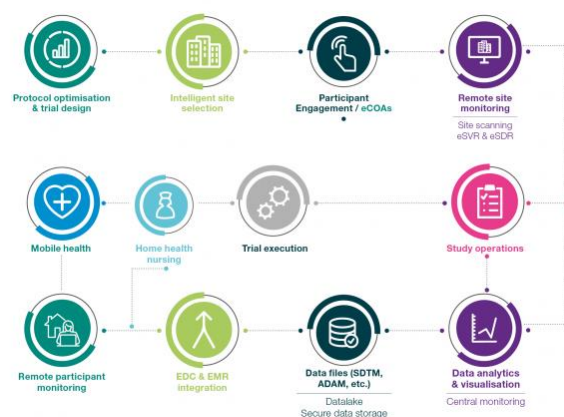 Protocol optimisation
& trial design
Intelligent site
selection
Participant
Engagement / eCOAs
Remote site
monitoring
Site scanning
eSVR & eSDR
Mobile health
Home health
nursing
Trial execution
Study operations
Remote participant
monitoring
EDC & EMR
integration
Data files (SDTM,
ADAM, etc.)
Datalake
Secure data storage
Data analytics
& visualisation
Central monitoring